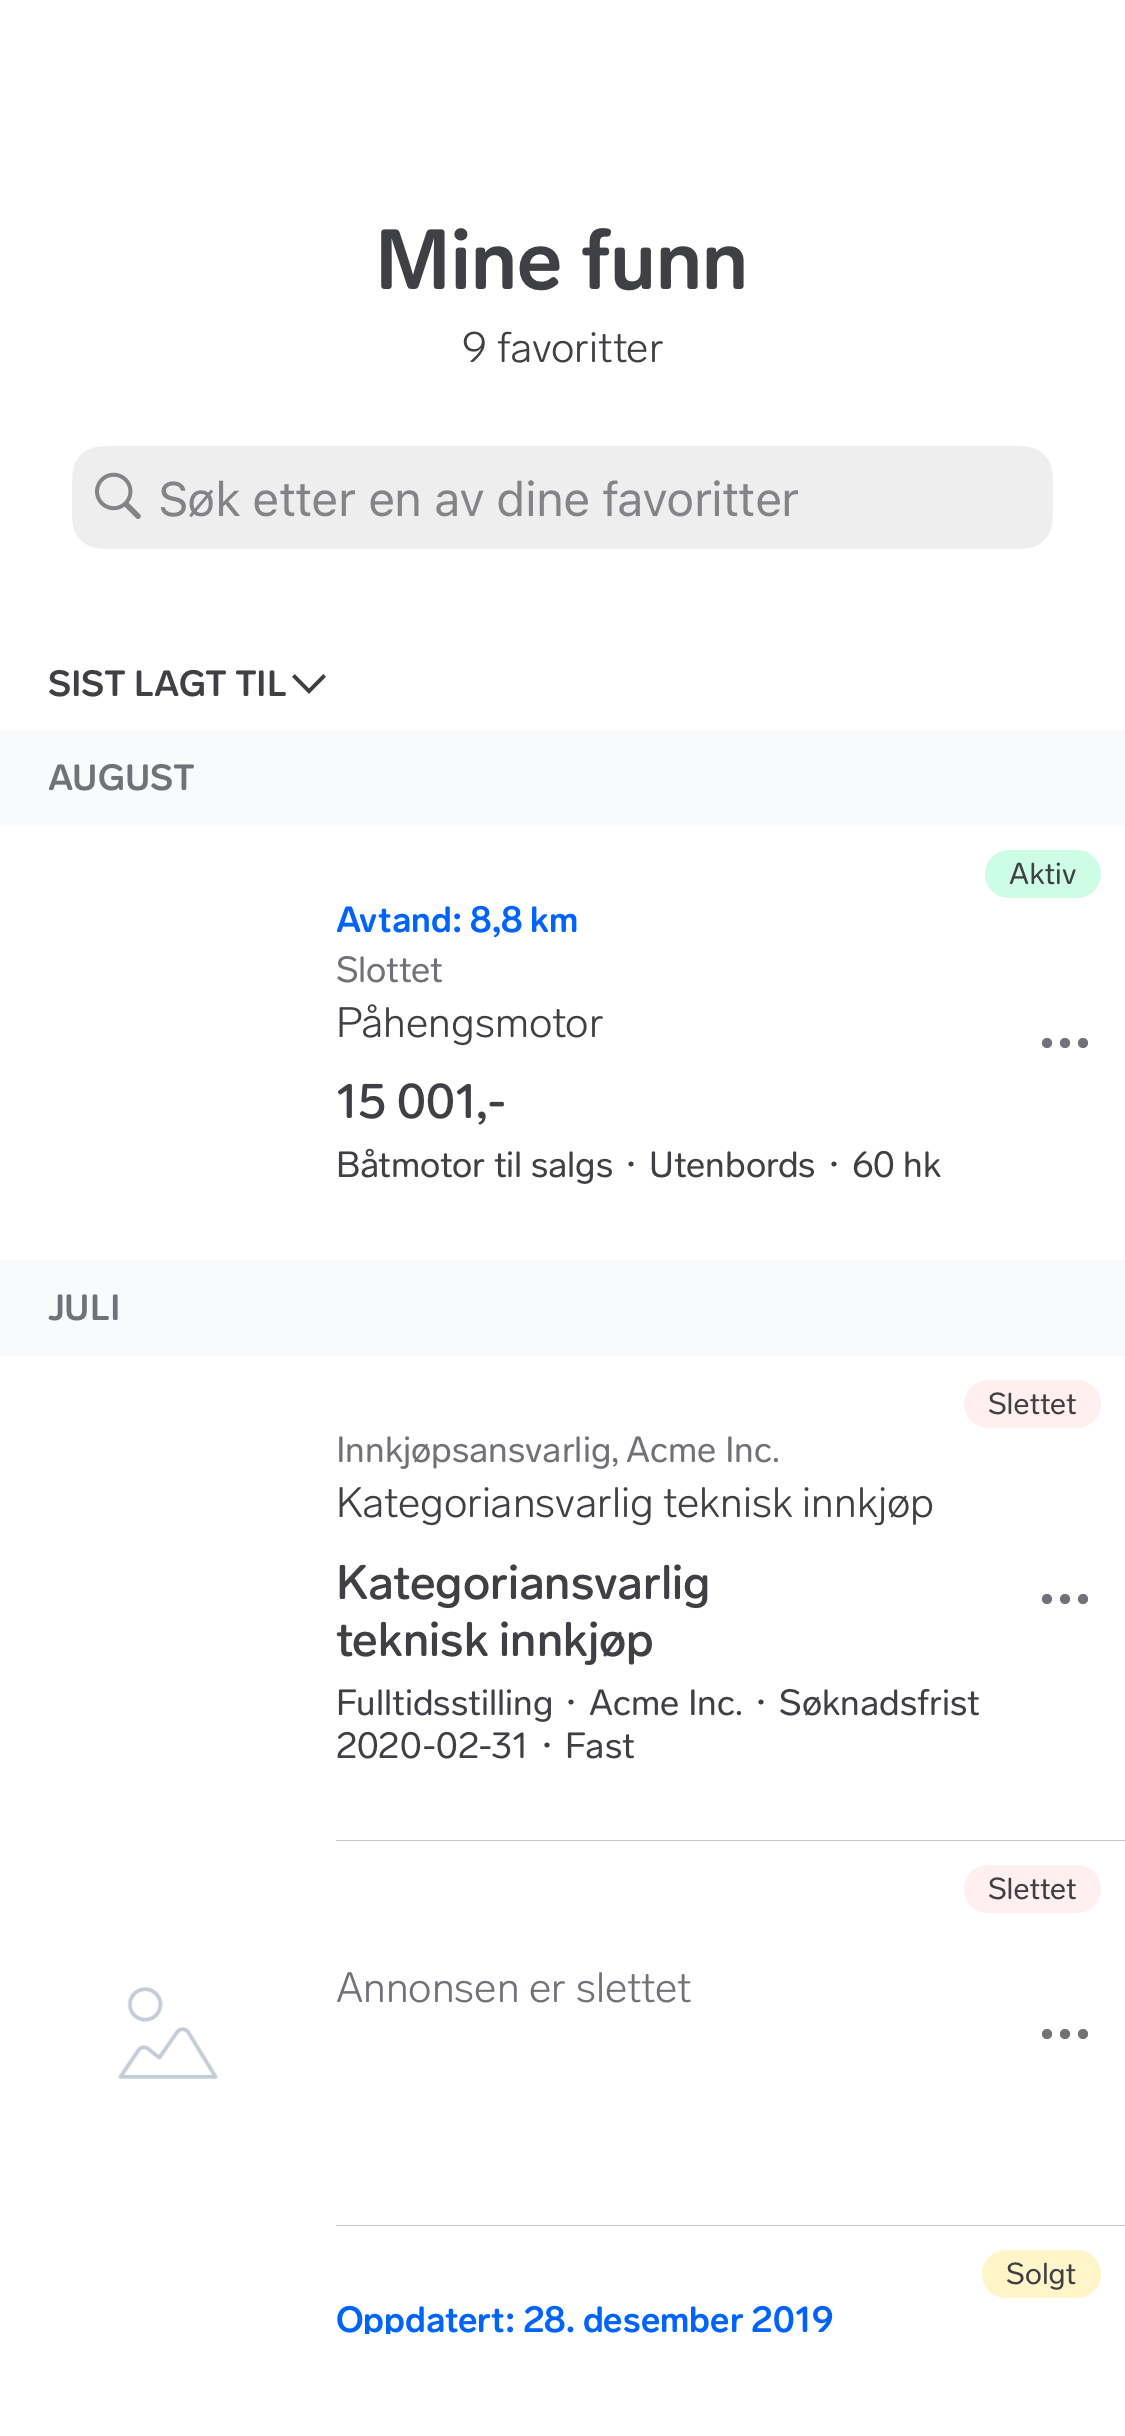 Mine funn
9 favoritter
Søk etter en av dine favoritter
SIST LAGT TIL
AUGUST
Aktiv
Avtand: 8,8 km
Slottet
Påhengsmotor
15 001,-
Båtmotor til salgs · Utenbords · 60 hk
JULI
Slettet
Innkjøpsansvarlig, Acme Inc.
Kategoriansvarlig teknisk innkjøp
Kategoriansvarlig
teknisk innkjøp
Fulltidsstilling · Acme Inc. · Søknadsfrist
2020-02-31 · Fast
Slettet
Annonsen er slettet
Solgt
Oppdatert: 28. desember 2019